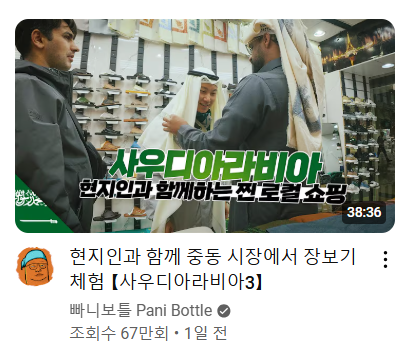 사우디아라비아
현지인과 함께하는 찐 로컬 쇼핑
38:36
현지인과 함께 중동 시장에서 장보기
체험【사우디아라비아3】
빠니보틀 Pani Bottle
조회수 67만회 • 1일 전